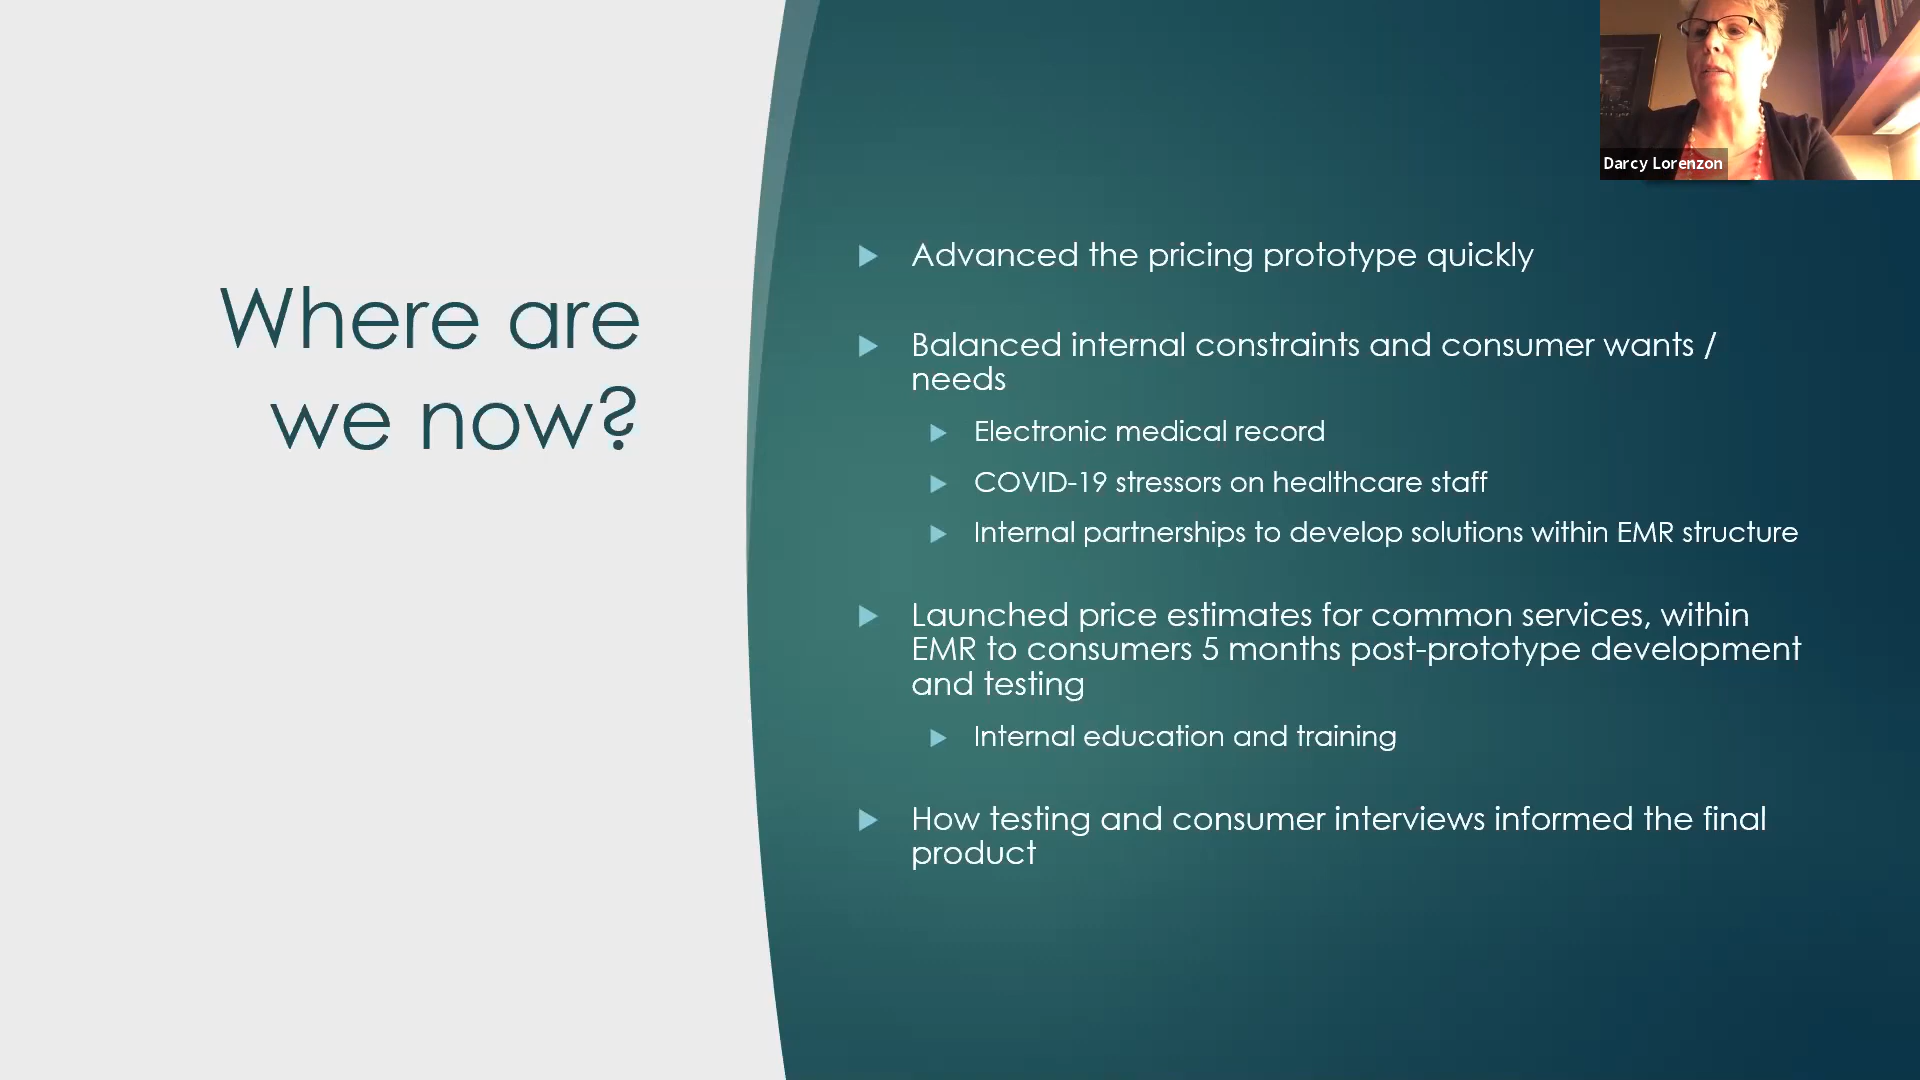 Where are
we now?
Darcy Lorenzon
Advanced the pricing prototype quickly
Balanced internal constraints and consumer wants /
needs
Electronic medical record
COVID-19 stressors on healthcare staff
Internal partnerships to develop solutions within EMR structure
Launched price estimates for common services, within
EMR to consumers 5 months post-prototype development
and testing
Internal education and training
How testing and consumer interviews informed the final
product